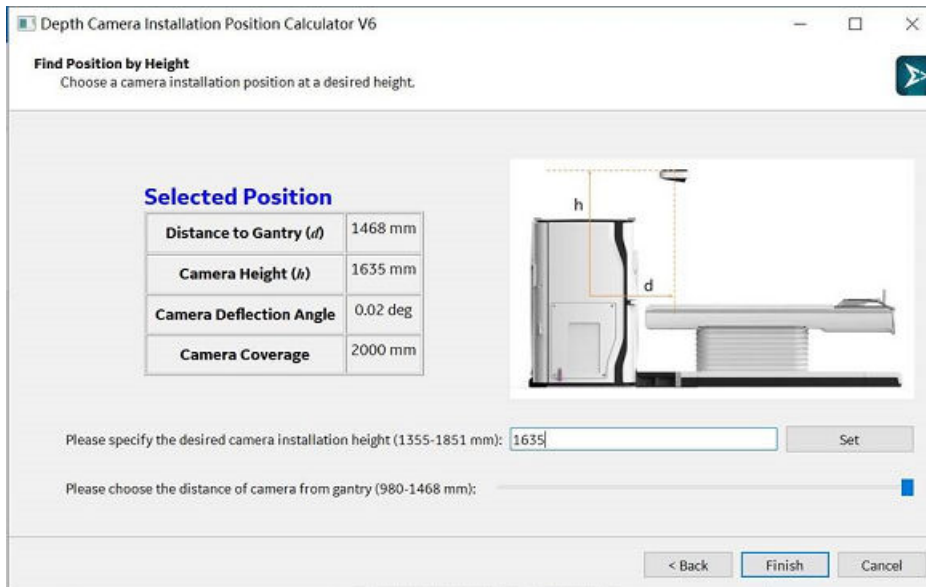 Depth Camera Installation Position Calculator V6
Find Position by Height
Choose a camera installation position at a desired height.
Selected Position
Distance to Gantry (d) 1468 mm
Camera Height (h) 1635 mm
Camera Deflection Angle 0.02 deg
Camera Coverage 2000 mm
h
d
Please specify the desired camera installation height (1355-1851 mm): 1635 Set
Please choose the distance of camera from gantry (980-1468 mm):
< Back Finish Cancel